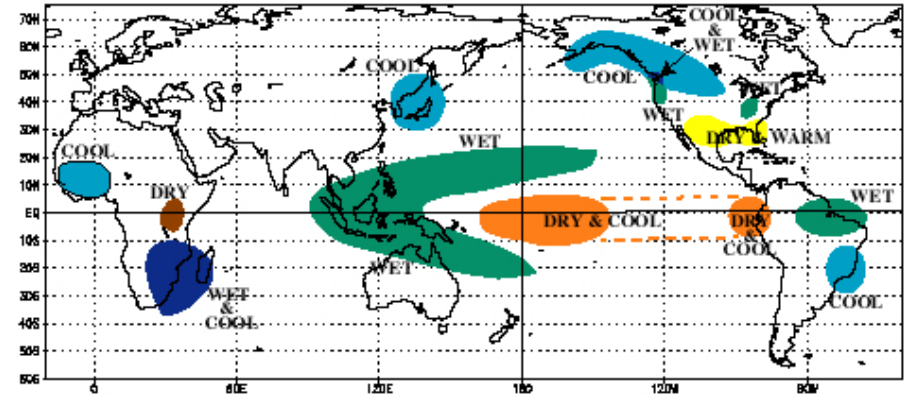 COOL
&
WET
70N
60N
COOL
COOL
50N
WET
40N
WET
30N
DRY & WARM
COOL
WET
20N
DRY
WET
10N
EQ
DRY & COOL
DRY
&
COOL
10S
WET
20S
30S
WET
&
COOL
COOL
40S
50S
60S
0
60E
120E
180
120W
60W